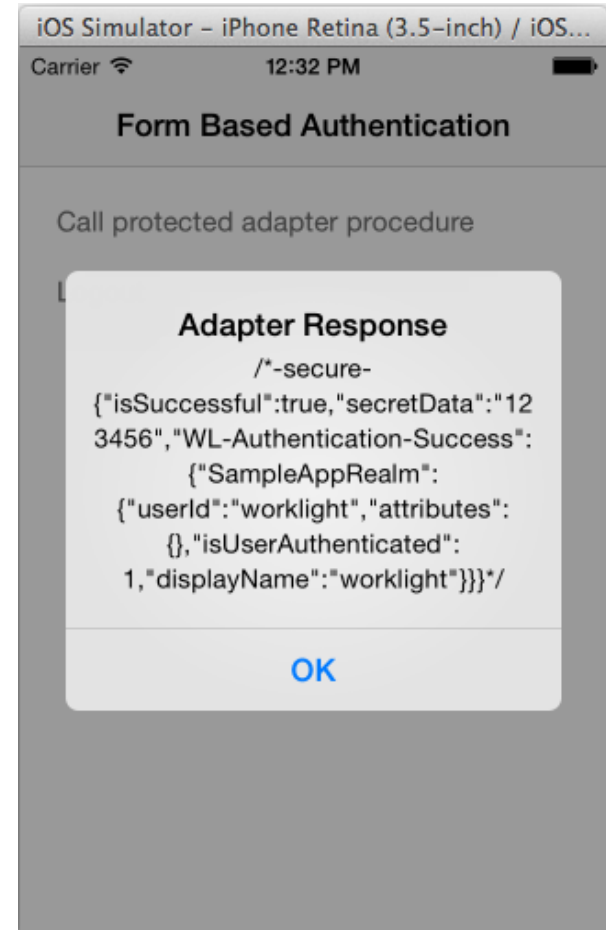 iOS Simulator – iPhone Retina (3.5–inch) / iOS...
Carrier 12:32 PM
Form Based Authentication
Call protected adapter procedure
L
Adapter Response
/*-secure-
{"isSuccessful":true,"secretData":"12
3456","WL-Authentication-Success":
{"SampleAppRealm":
{"userId":"worklight","attributes":
{},"isUserAuthenticated":
1,"displayName":"worklight"}}}*/
OK